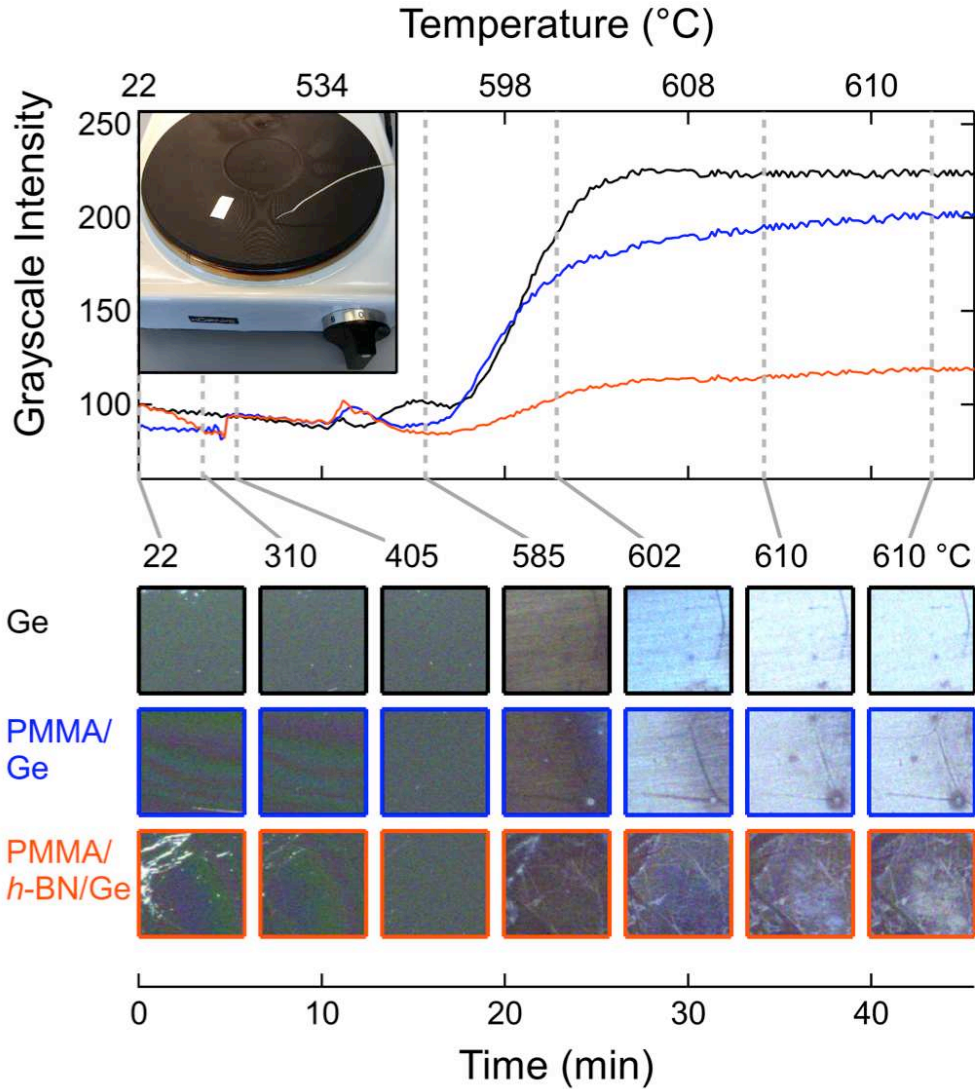 Temperature (°C)
22 534 598 608 610
Grayscale Intensity
250
200
150
100
22 310 405 585 602 610 610 °C
Ge
PMMA/
Ge
PMMA/
h-BN/Ge
0 10 20 30 40
Time (min)